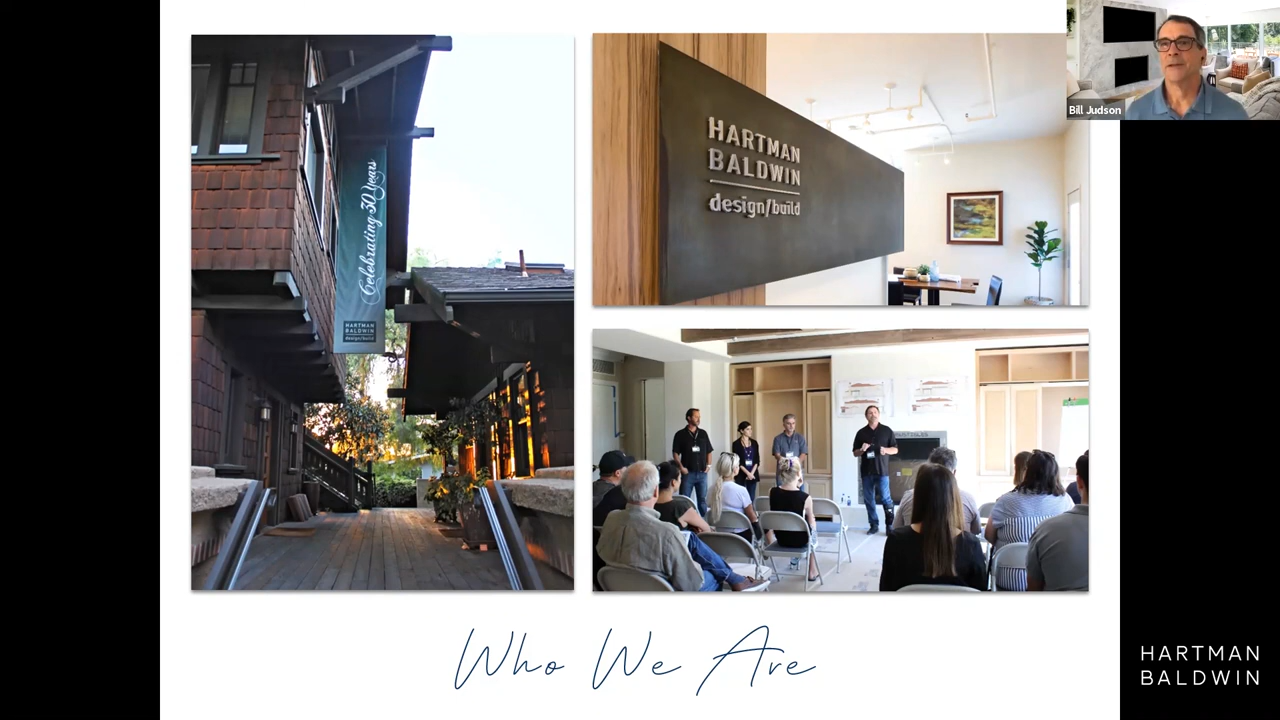 Celebrating 30 Years
HARTMAN
BALDWIN
design/build
HARTMAN
BALDWIN
design/build
Bill Judson
Who We Are
HARTMAN
BALDWIN